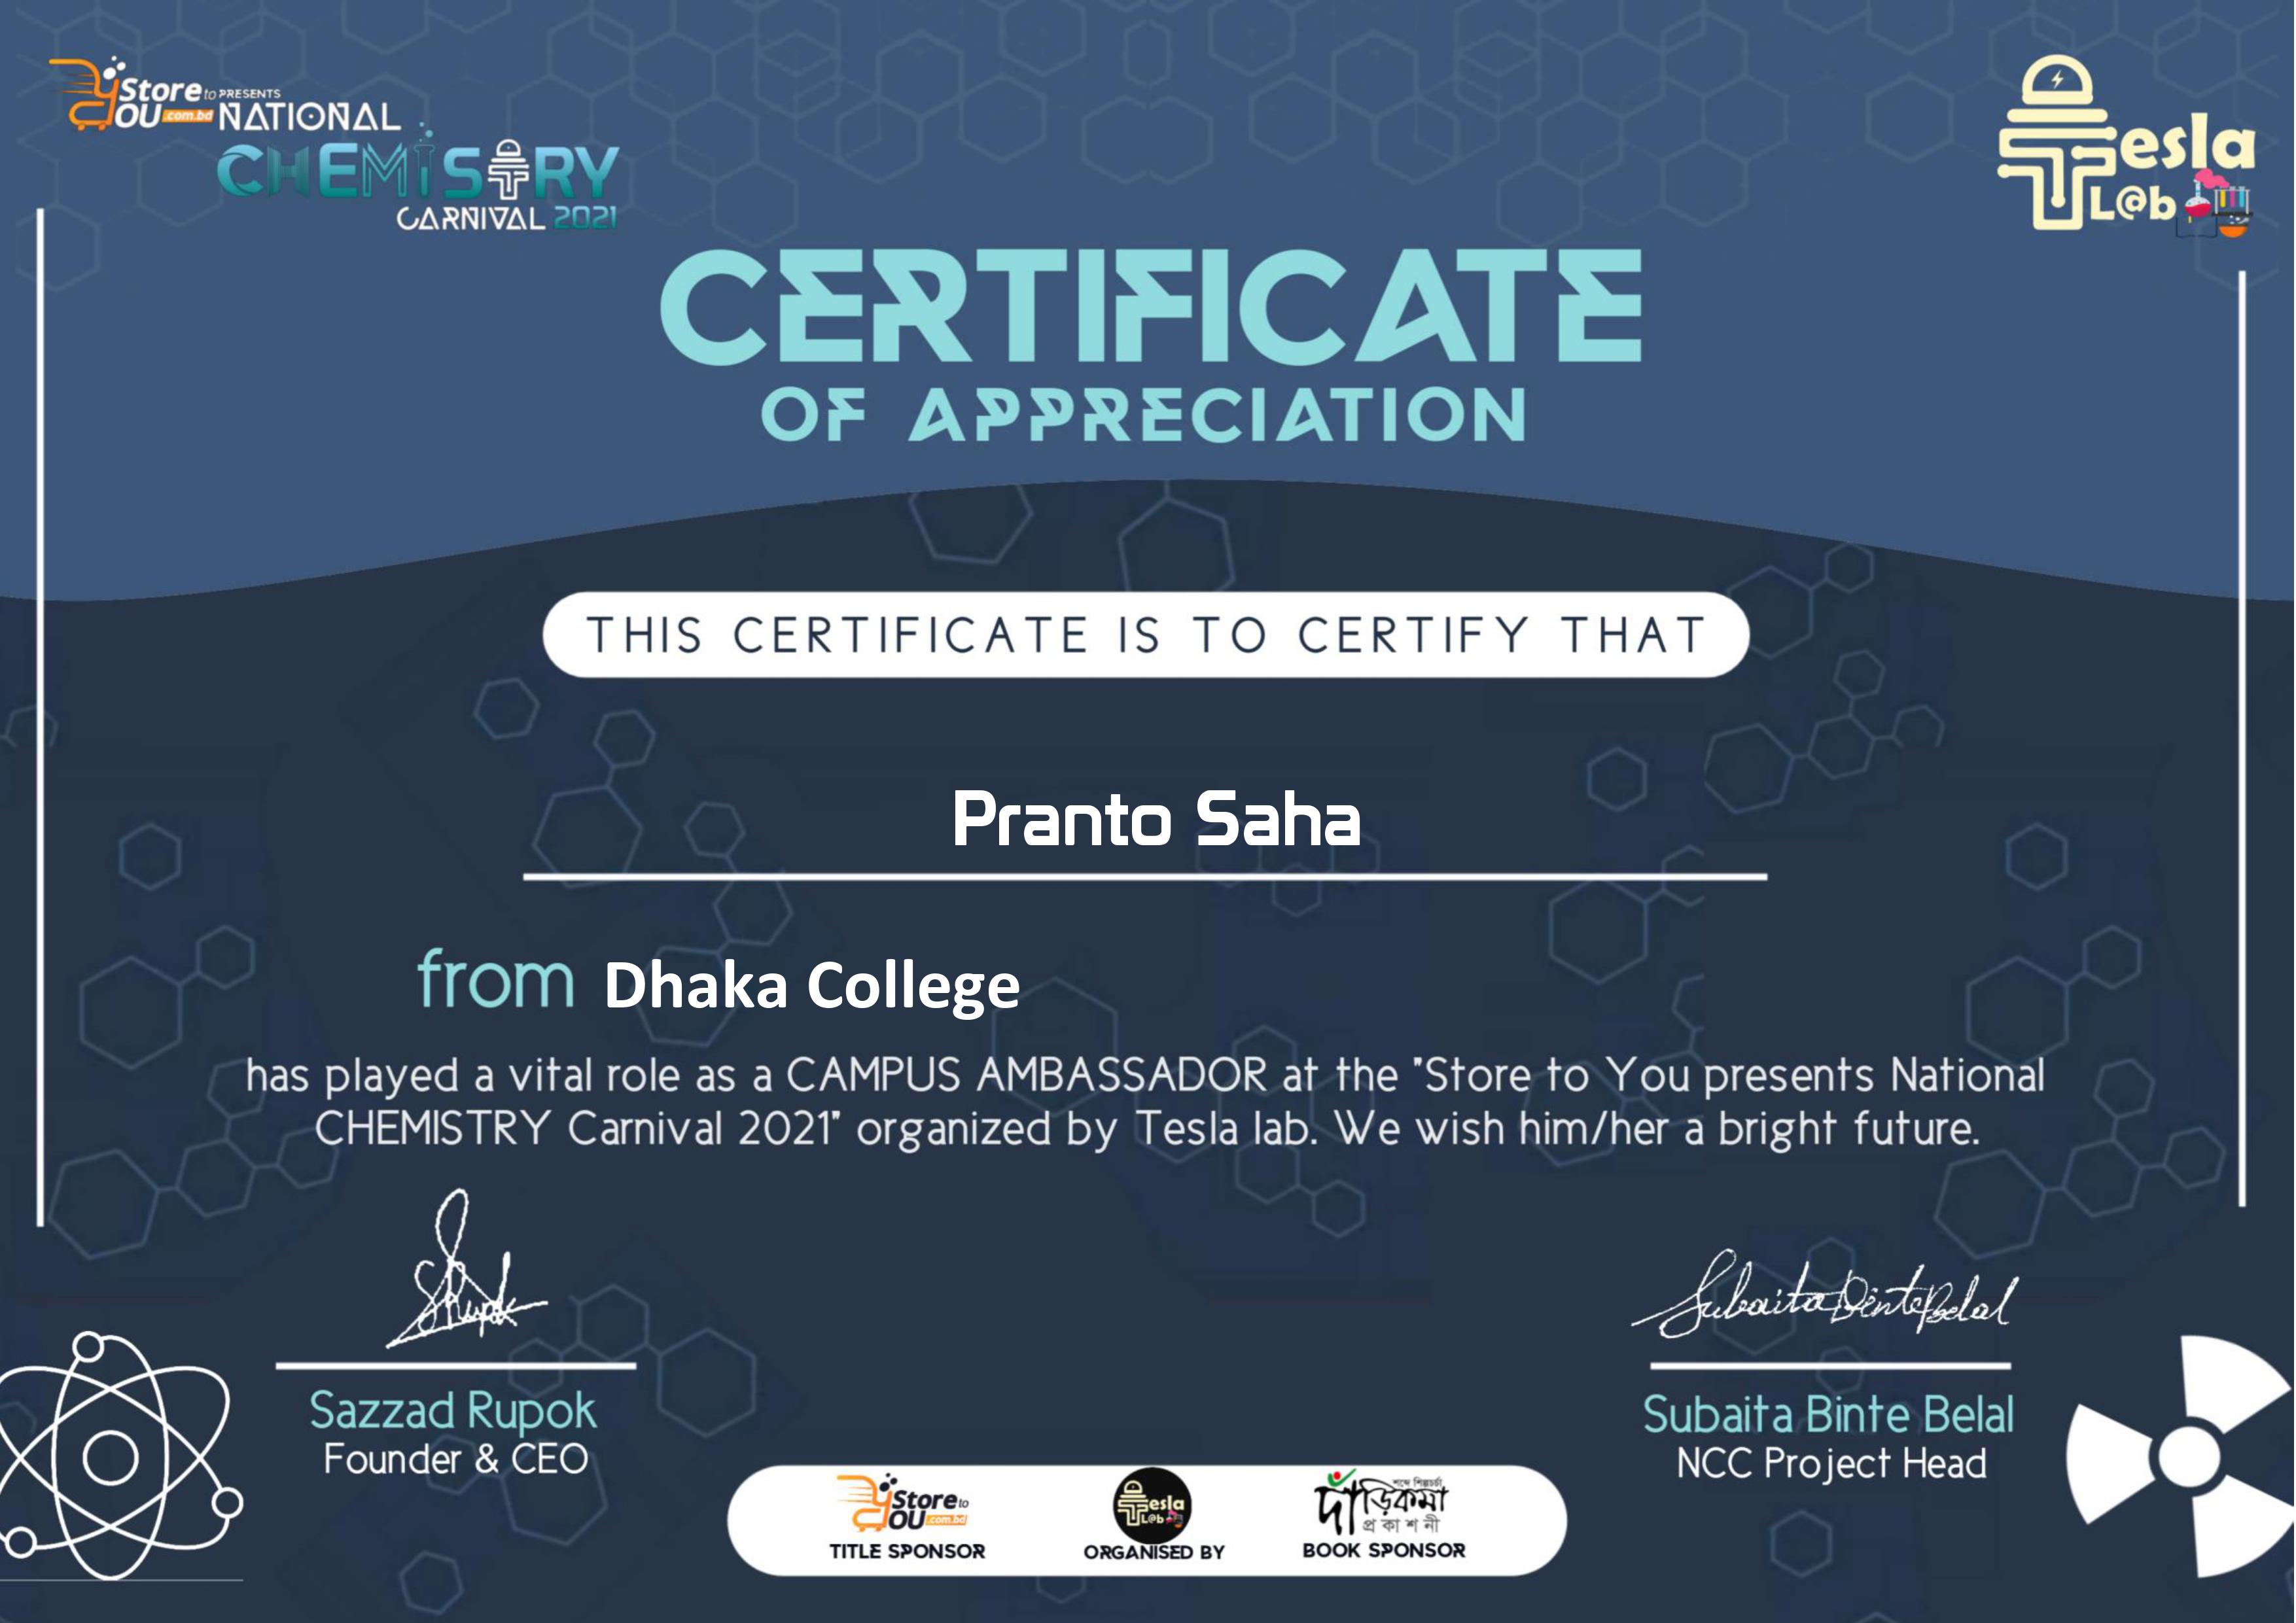 Store to PRESENTS
YOU .com.bd NATIONAL
CHEMISTRY
CARNIVAL 2021
Tesla
L@b
CERTIFICATE
OF APPRECIATION
THIS CERTIFICATE IS TO CERTIFY THAT
Pranto Saha
from Dhaka College
has played a vital role as a CAMPUS AMBASSADOR at the "Store to You presents National
CHEMISTRY Carnival 2021" organized by Tesla lab. We wish him/her a bright future.
Subaita Binte Belal
Sazzad Rupok
Founder & CEO
Subaita Binte Belal
NCC Project Head
Store to
YOU .com.bd
TITLE SPONSOR
Tesla
L@b
ORGANISED BY
শব্দে শিল্পচর্চা
দাঁড়িকমা
প্রকাশনী
BOOK SPONSOR